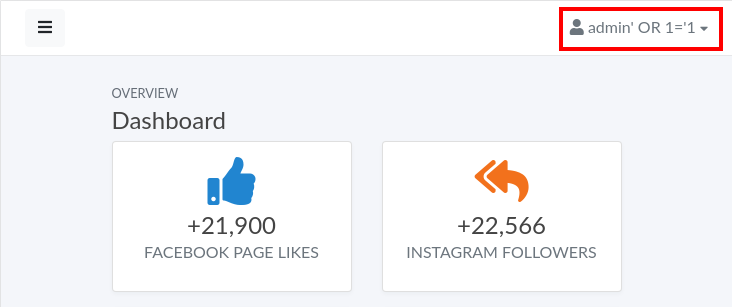 admin' OR 1='1
OVERVIEW
Dashboard
+21,900
FACEBOOK PAGE LIKES
+22,566
INSTAGRAM FOLLOWERS